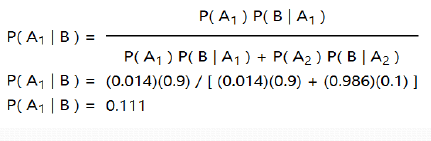 P( A₁ ) P( B | A₁ )
P( A₁ | B ) =
P( A₁ ) P( B | A₁ ) + P( A₂ ) P( B | A₂ )
P( A₁ | B ) = (0.014)(0.9) / [ (0.014)(0.9) + (0.986)(0.1) ]
P( A₁ | B ) = 0.111